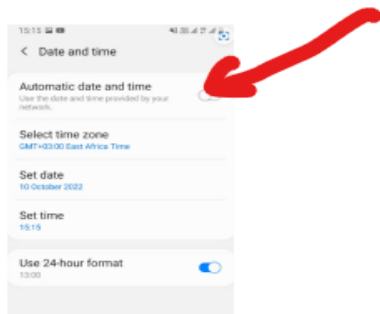 15:15
Date and time
Automatic date and time
Use the date and time provided by your
network.
Select time zone
GMT+03:00 East Africa Time
Set date
10 October 2022
Set time
15:15
Use 24-hour format
13:00